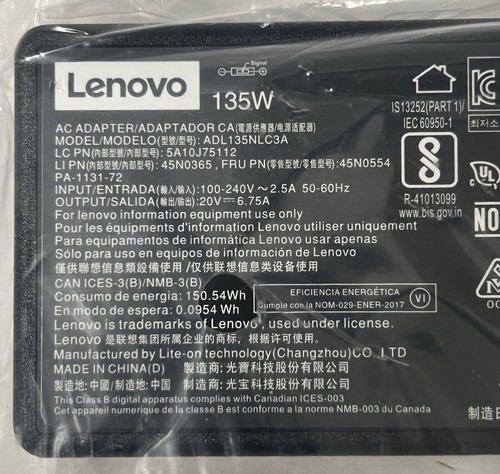 Lenovo
Signal
135W
AC ADAPTER/ADAPTADOR CA(電源供應器/电源适配器)
MODEL/MODELO(型號/型号): ADL135NLC3A
LC PN(內部型號/内部型号): 5A10J75112
LI PN(內部型號/内部型号): 45N0365 , FRU PN(零售型號/零售型号): 45N0554
PA-1131-72
INPUT/ENTRADA(輸入/输入):100-240V～2.5A 50-60Hz
OUTPUT/SALIDA(輸出/输出):20V⎓6.75A
For lenovo information equipment use only
Pour les équipments d'information Lenovo utiliser uniquement
Para equipamentos de informática Lenovo usar apenas
Sólo para uso en equipos de información de Lenovo
僅供聯想信息類設備使用/仅供联想信息类设备使用
CAN ICES-3(B)/NMB-3(B)
Consumo de energia: 150.54Wh
En modo de espera: 0.0954 Wh
EFICIENCIA ENERGÉTICA
Cumple con la NOM-029-ENER-2017
VI
Lenovo is trademarks of Lenovo, used under license.
Lenovo 是联想集团所属企业的商标，根据许可使用。
Manufactured by Lite-on technology(Changzhou)CO.,LTD
MADE IN CHINA(D) 製造商: 光寶科技股份有限公司
製造地: 中國/制造地: 中国 制造商: 光宝科技股份有限公司
This Class B digital apparatus complies with Canadian ICES-003
Cet appareil numerique de la classe B est conforme a la norme NMB-003 du Canada
IS13252(PART 1)/
IEC 60950-1
R-41013099
www.bis.gov.in
최저소
NO
製造日